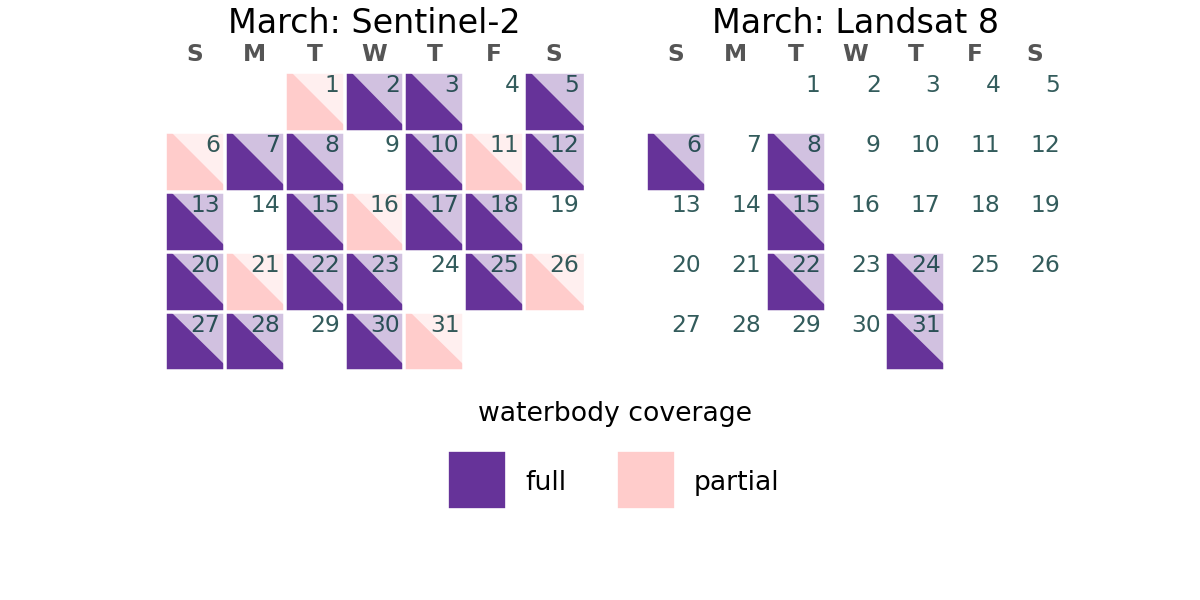 March: Sentinel-2
S M T W T F S
1 2 3 4 5
6 7 8 9 10 11 12
13 14 15 16 17 18 19
20 21 22 23 24 25 26
27 28 29 30 31
March: Landsat 8
S M T W T F S
1 2 3 4 5
6 7 8 9 10 11 12
13 14 15 16 17 18 19
20 21 22 23 24 25 26
27 28 29 30 31
waterbody coverage
full
partial